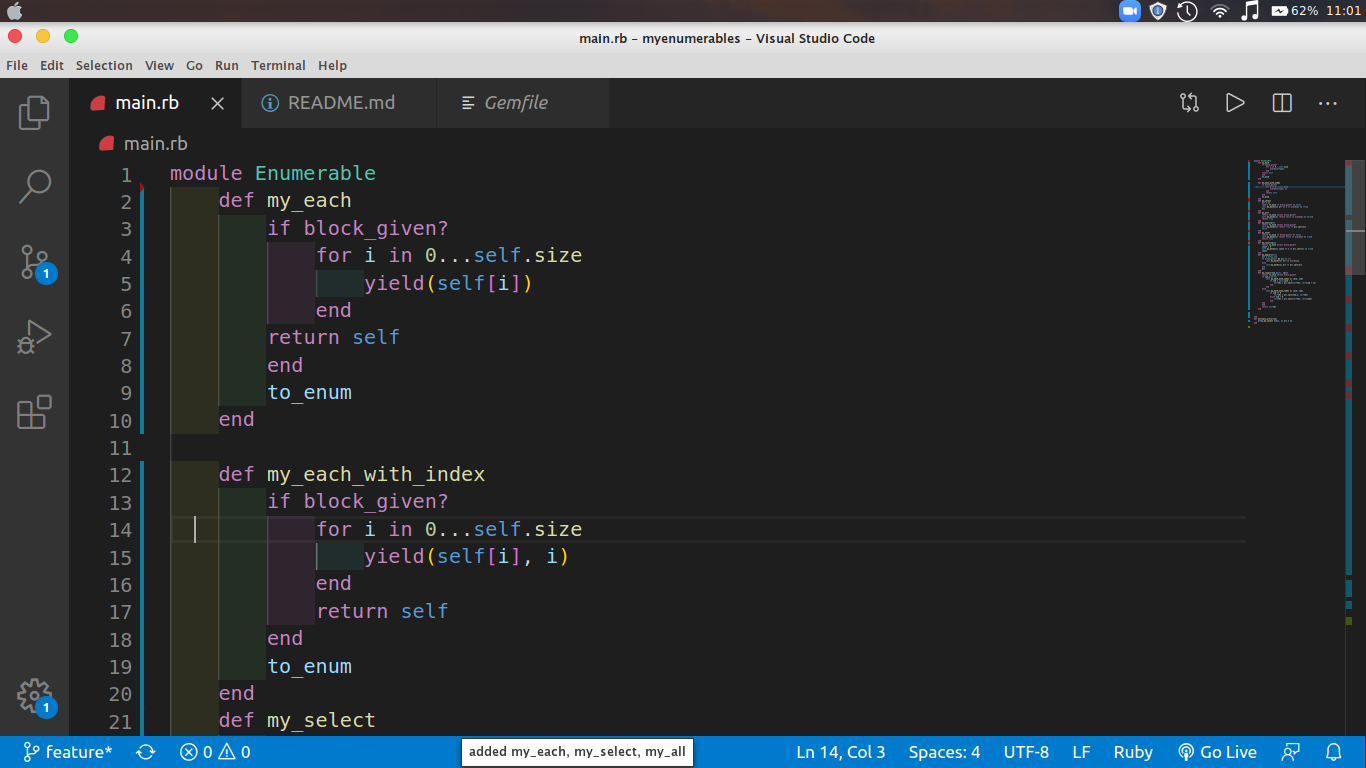 62% 11:01
main.rb - myenumerables - Visual Studio Code
File Edit Selection View Go Run Terminal Help
main.rb README.md Gemfile
main.rb
1 module Enumerable
2 def my_each
3 if block_given?
4 for i in 0...self.size
5 yield(self[i])
6 end
7 return self
8 end
9 to_enum
10 end
11
12 def my_each_with_index
13 if block_given?
14 for i in 0...self.size
15 yield(self[i], i)
16 end
17 return self
18 end
19 to_enum
20 end
21 def my_select
1
1
feature* 0 0 added my_each, my_select, my_all Ln 14, Col 3 Spaces: 4 UTF-8 LF Ruby Go Live